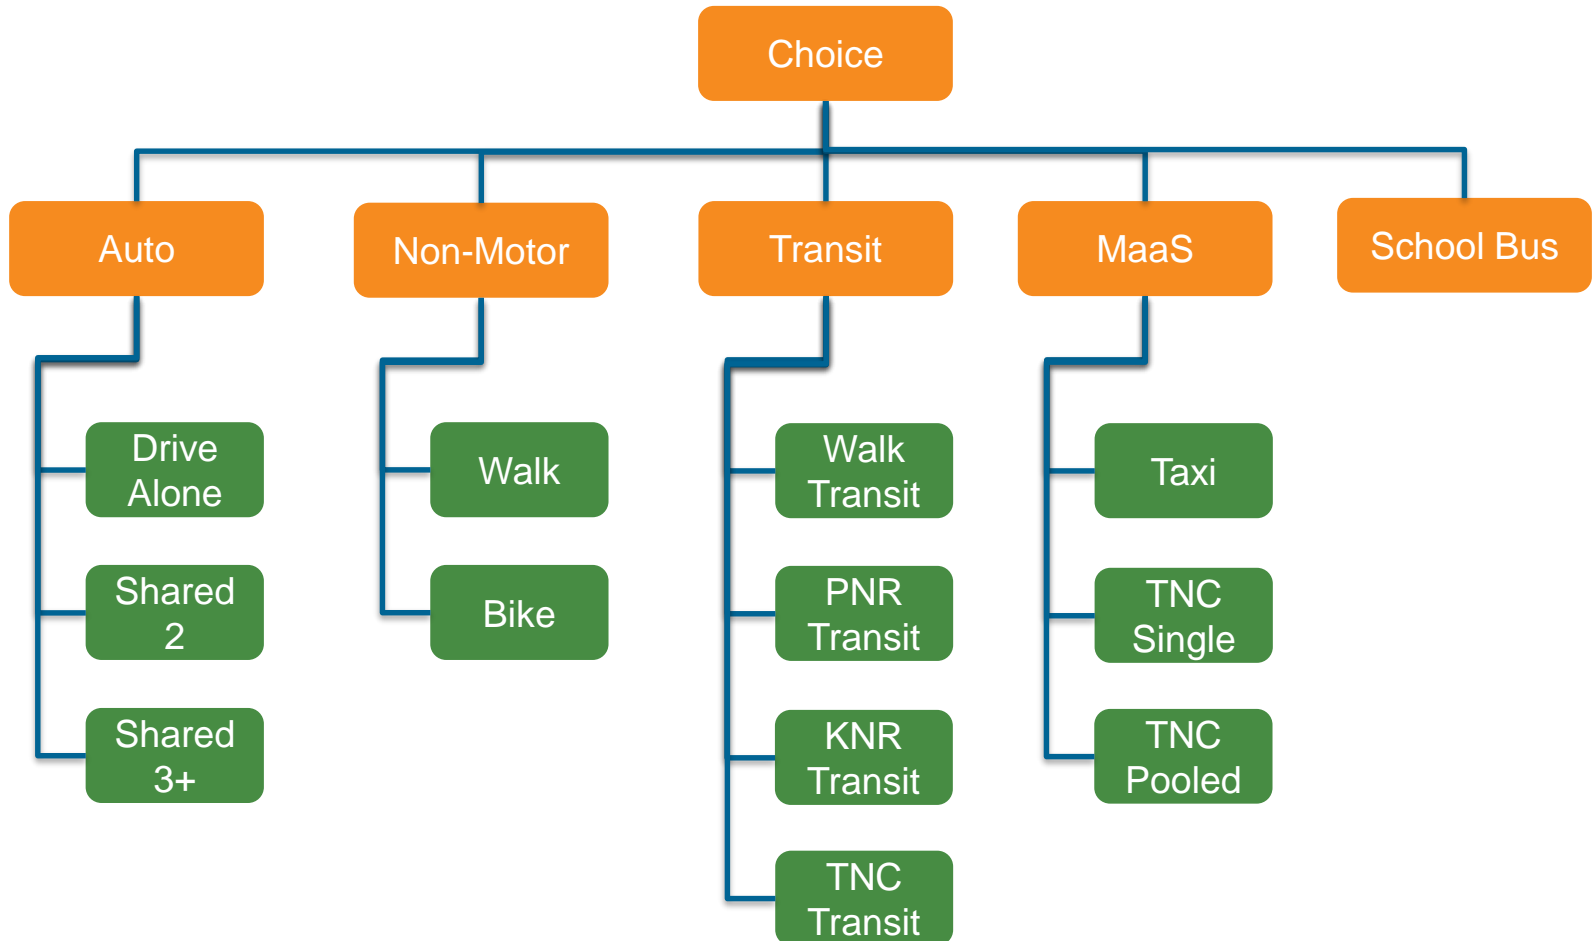 Choice
Auto
Non-Motor
Transit
MaaS
School Bus
Drive
Alone
Shared
2
Shared
3+
Walk
Bike
Walk
Transit
PNR
Transit
KNR
Transit
TNC
Transit
Taxi
TNC
Single
TNC
Pooled